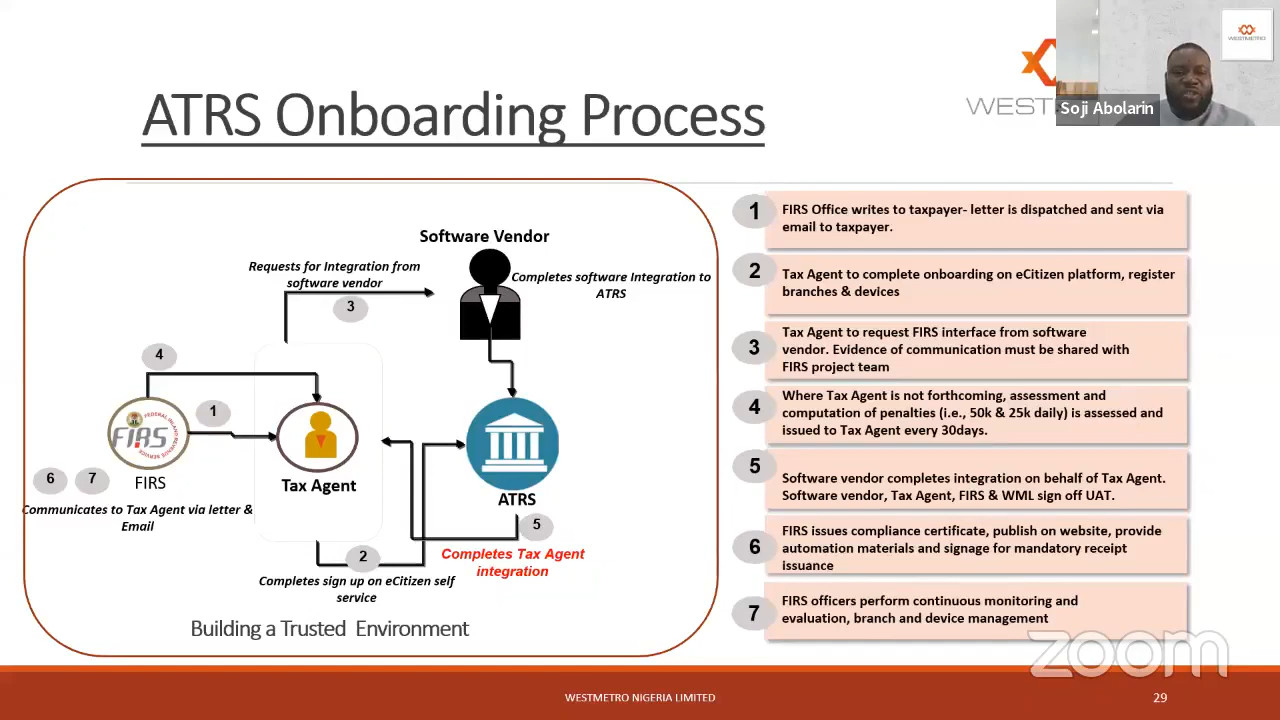 WESTMETRO
WEST
Soji Abolarin
ATRS Onboarding Process
Software Vendor
Requests for Integration from
software vendor
3
Completes software Integration to
ATRS
4
1
FEDERAL INLAND REVENUE SERVICE
FIRS
FIRS
6
7
Communicates to Tax Agent via letter &
Email
Tax Agent
ATRS
5
Completes Tax Agent
integration
2
Completes sign up on eCitizen self
service
Building a Trusted Environment
1
FIRS Office writes to taxpayer- letter is dispatched and sent via
email to taxpayer.
2
Tax Agent to complete onboarding on eCitizen platform, register
branches & devices
3
Tax Agent to request FIRS interface from software
vendor. Evidence of communication must be shared with
FIRS project team
4
Where Tax Agent is not forthcoming, assessment and
computation of penalties (i.e., 50k & 25k daily) is assessed and
issued to Tax Agent every 30days.
5
Software vendor completes integration on behalf of Tax Agent.
Software vendor, Tax Agent, FIRS & WML sign off UAT.
6
FIRS issues compliance certificate, publish on website, provide
automation materials and signage for mandatory receipt
issuance
7
FIRS officers perform continuous monitoring and
evaluation, branch and device management
zoom
WESTMETRO NIGERIA LIMITED
29